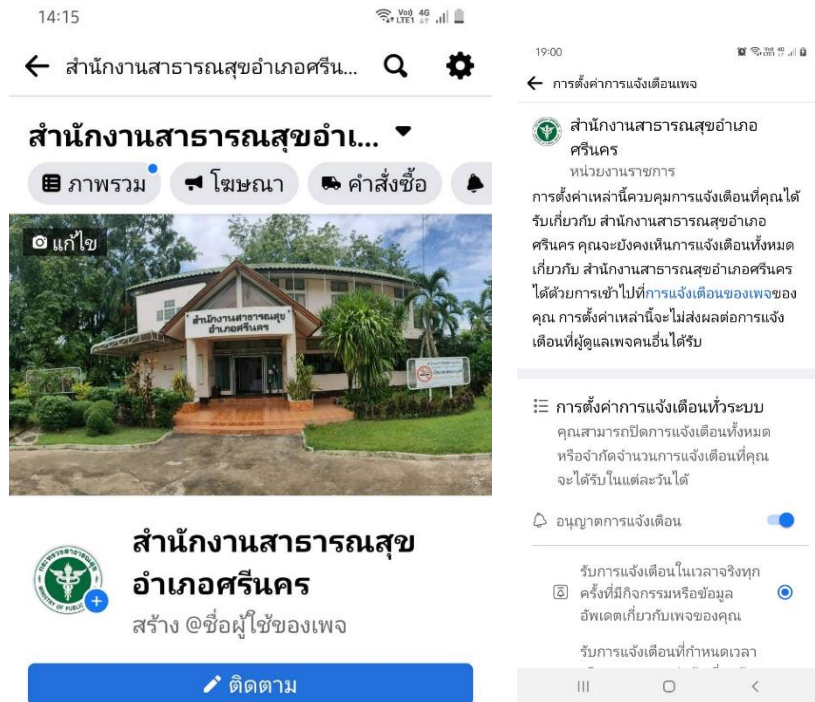 14:15
Vo)) 4G
LTE1
สำนักงานสาธารณสุขอำเภอศรีน...
สำนักงานสาธารณสุขอำเ...
ภาพรวม
โฆษณา
คำสั่งซื้อ
แก้ไข
สำนักงานสาธารณสุข
อำเภอศรีนคร
สำนักงานสาธารณสุข
อำเภอศรีนคร
สร้าง @ชื่อผู้ใช้ของเพจ
ติดตาม
19:00
การตั้งค่าการแจ้งเตือนเพจ
สำนักงานสาธารณสุขอำเภอ
ศรีนคร
หน่วยงานราชการ
การตั้งค่าเหล่านี้ควบคุมการแจ้งเตือนที่คุณได้
รับเกี่ยวกับ สำนักงานสาธารณสุขอำเภอ
ศรีนคร คุณจะยังคงเห็นการแจ้งเตือนทั้งหมด
เกี่ยวกับ สำนักงานสาธารณสุขอำเภอศรีนคร
ได้ด้วยการเข้าไปที่การแจ้งเตือนของเพจของ
คุณ การตั้งค่าเหล่านี้จะไม่ส่งผลต่อการแจ้ง
เตือนที่ผู้ดูแลเพจคนอื่นได้รับ
การตั้งค่าการแจ้งเตือนทั่วระบบ
คุณสามารถปิดการแจ้งเตือนทั้งหมด
หรือจำกัดจำนวนการแจ้งเตือนที่คุณ
จะได้รับในแต่ละวันได้
อนุญาตการแจ้งเตือน
รับการแจ้งเตือนในเวลาจริงทุก
ครั้งที่มีกิจกรรมหรือข้อมูล
อัพเดตเกี่ยวกับเพจของคุณ
รับการแจ้งเตือนที่กำหนดเวลา